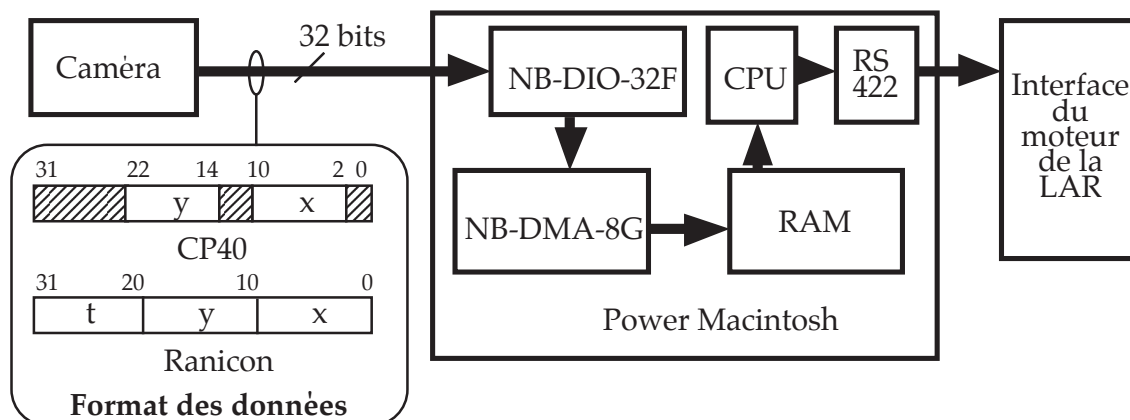 Caméra
32 bits
NB-DIO-32F
CPU
RS
422
Interface
du
moteur
de la
LAR
31 22 14 10 2 0
y x
CP40
31 20 10 0
t y x
Ranicon
Format des données
NB-DMA-8G
RAM
Power Macintosh